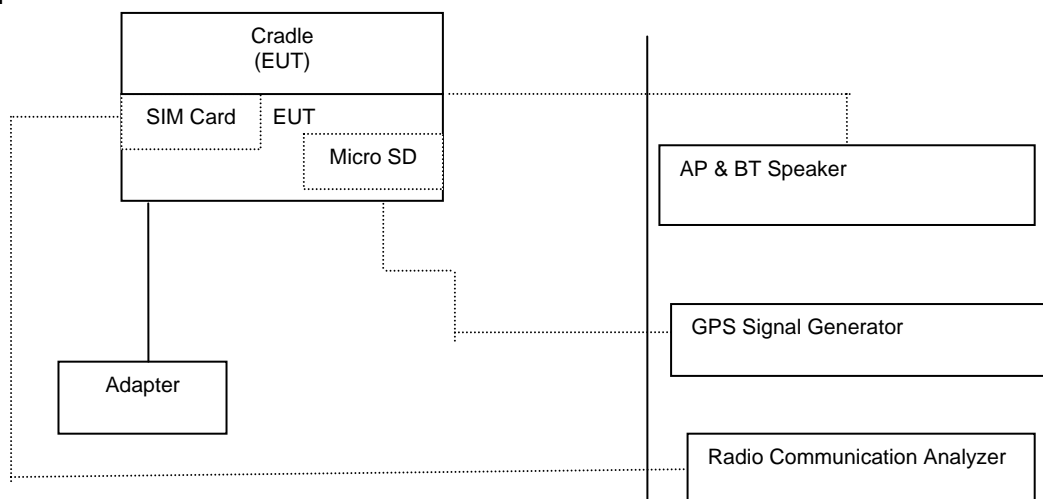 Cradle
(EUT)
SIM Card
EUT
Micro SD
AP & BT Speaker
GPS Signal Generator
Adapter
Radio Communication Analyzer